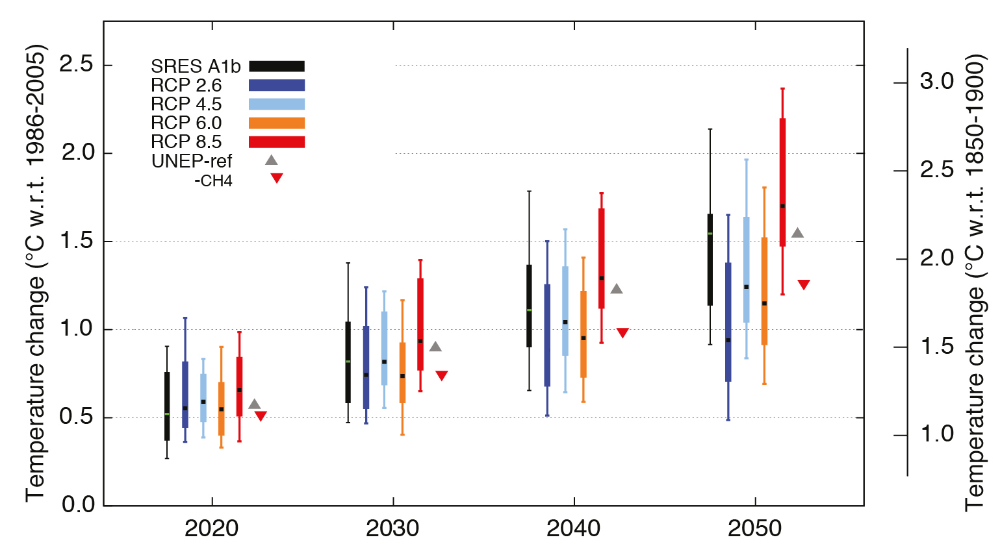 Temperature change (°C w.r.t. 1986-2005)
2.5
2.0
1.5
1.0
0.5
0.0
SRES A1b
RCP 2.6
RCP 4.5
RCP 6.0
RCP 8.5
UNEP-ref
-CH4
2020 2030 2040 2050
3.0
2.5
2.0
1.5
1.0
Temperature change (°C w.r.t. 1850-1900)